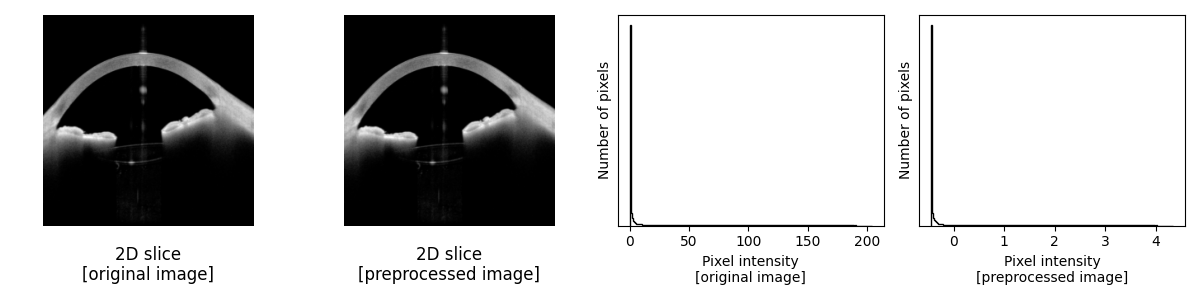 2D slice
[original image]
2D slice
[preprocessed image]
Number of pixels
0 50 100 150 200
Pixel intensity
[original image]
Number of pixels
0 1 2 3 4
Pixel intensity
[preprocessed image]